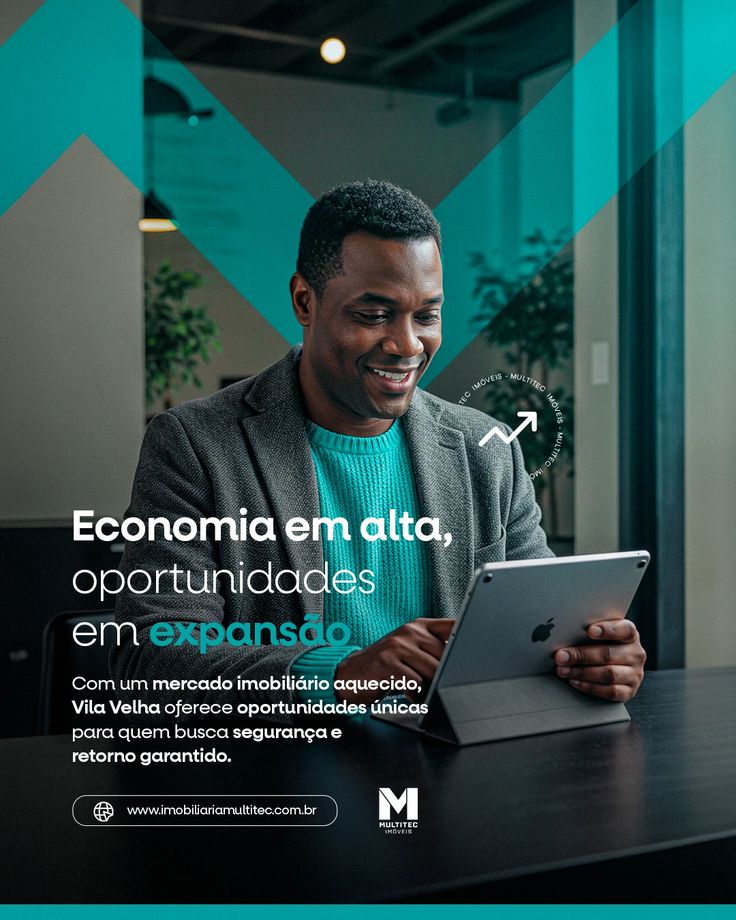 TEC IMÓVEIS - MULTITEC IMÓVEIS - MULTITEC IMÓ
Economia em alta,
oportunidades
em expansão
Com um mercado imobiliário aquecido,
Vila Velha oferece oportunidades únicas
para quem busca segurança e
retorno garantido.
www.imobiliariamultitec.com.br
M
MULTITEC
IMÓVEIS